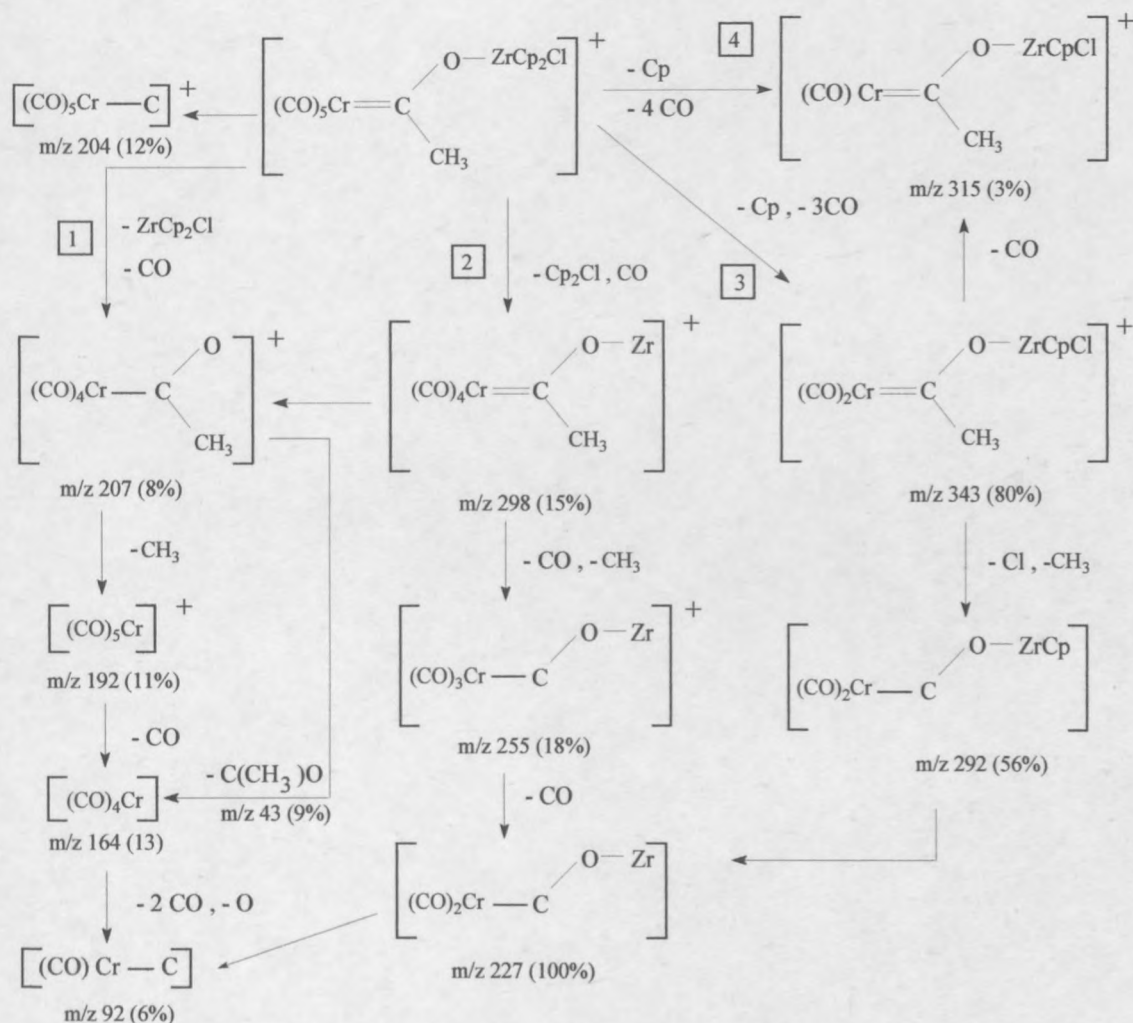 O — ZrCp₂Cl
(CO)₅Cr = C
CH₃
+
[(CO)₅Cr — C]⁺
m/z 204 (12%)
- Cp
- 4 CO
4
O — ZrCpCl
(CO) Cr = C
CH₃
+
m/z 315 (3%)
1
- ZrCp₂Cl
- CO
2
- Cp₂Cl , CO
- Cp , - 3CO
3
- CO
O
(CO)₄Cr — C
CH₃
+
m/z 207 (8%)
O — Zr
(CO)₄Cr = C
CH₃
+
m/z 298 (15%)
O — ZrCpCl
(CO)₂Cr = C
CH₃
+
m/z 343 (80%)
-CH₃
- CO , - CH₃
- Cl , -CH₃
[(CO)₅Cr] +
m/z 192 (11%)
O — Zr
(CO)₃Cr — C
+
m/z 255 (18%)
O — ZrCp
(CO)₂Cr — C
m/z 292 (56%)
- CO
- C(CH₃)O
m/z 43 (9%)
[(CO)₄Cr]
m/z 164 (13)
- CO
O — Zr
(CO)₂Cr — C
m/z 227 (100%)
- 2 CO , - O
[(CO) Cr — C]
m/z 92 (6%)